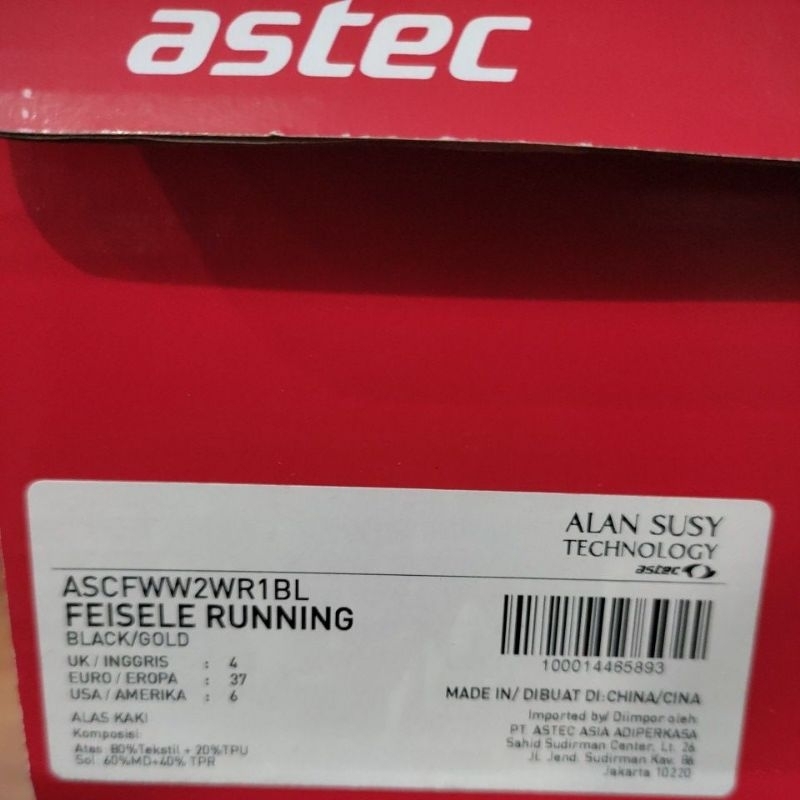 astec
ALAN SUSY
TECHNOLOGY
astec
ASCFWW2WR1BL
FEISELE RUNNING
BLACK/GOLD
UK / INGGRIS : 4
EURO / EROPA : 37
USA / AMERIKA : 6
ALAS KAKI
Komposisi:
Atas: 80%Tekstil + 20%TPU
Sol: 60%MD+40% TPR
100014465893
MADE IN/ DIBUAT DI:CHINA/CINA
Imported by/ Diimpor oleh:
PT. ASTEC ASIA ADIPERKASA
Sahid Sudirman Center, Lt. 26
Jl. Jend. Sudirman Kav. 86
Jakarta 10220